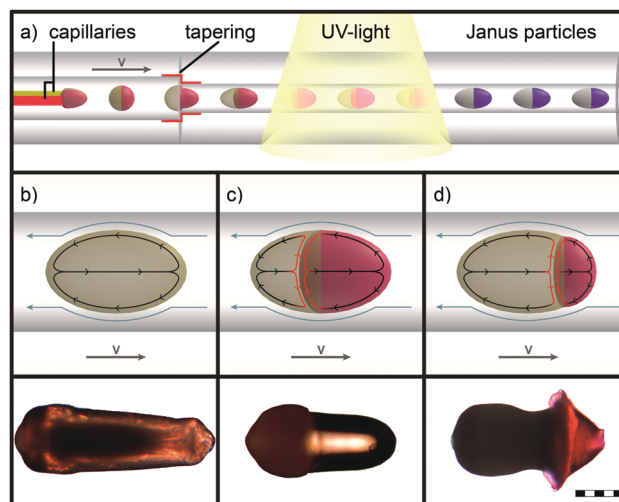 a) capillaries tapering UV-light Janus particles
v
b) c) d)
v v v